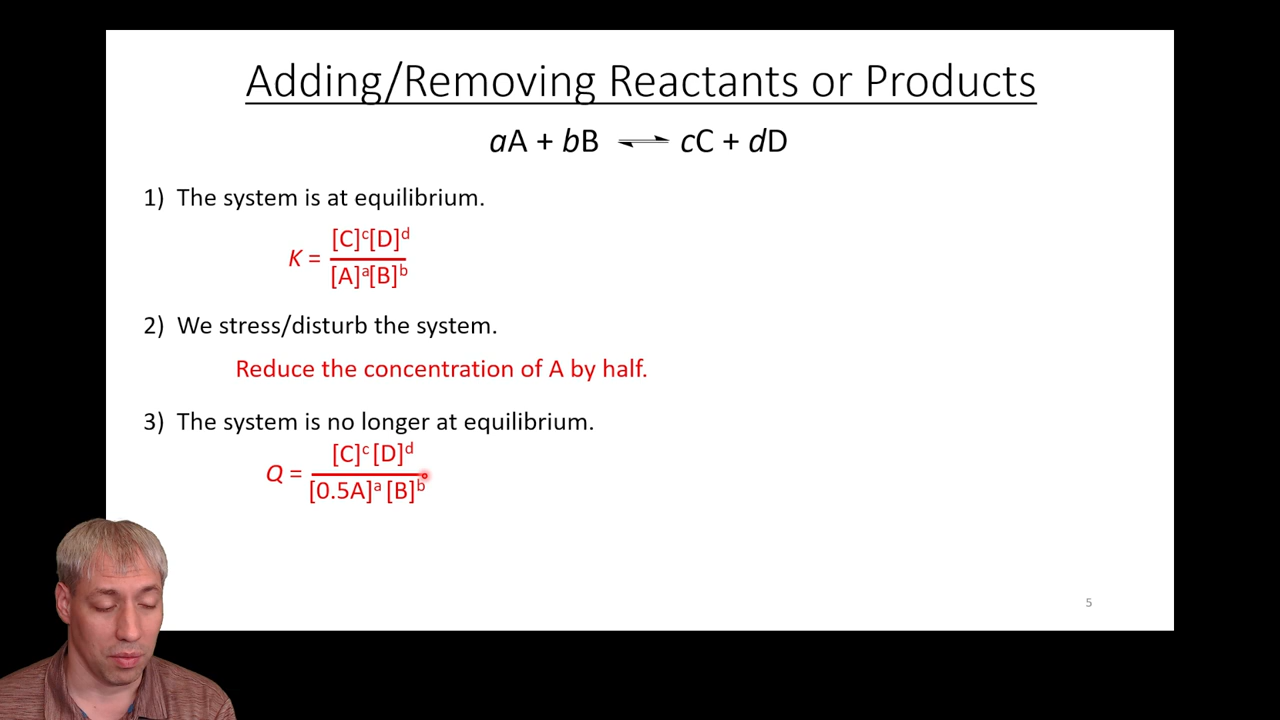 Adding/Removing Reactants or Products
aA + bB ⇌ cC + dD
1) The system is at equilibrium.
K = [C]ᶜ[D]ᵈ
[A]ᵃ[B]ᵇ
2) We stress/disturb the system.
Reduce the concentration of A by half.
3) The system is no longer at equilibrium.
Q = [C]ᶜ [D]ᵈ
[0.5A]ᵃ [B]ᵇ
5